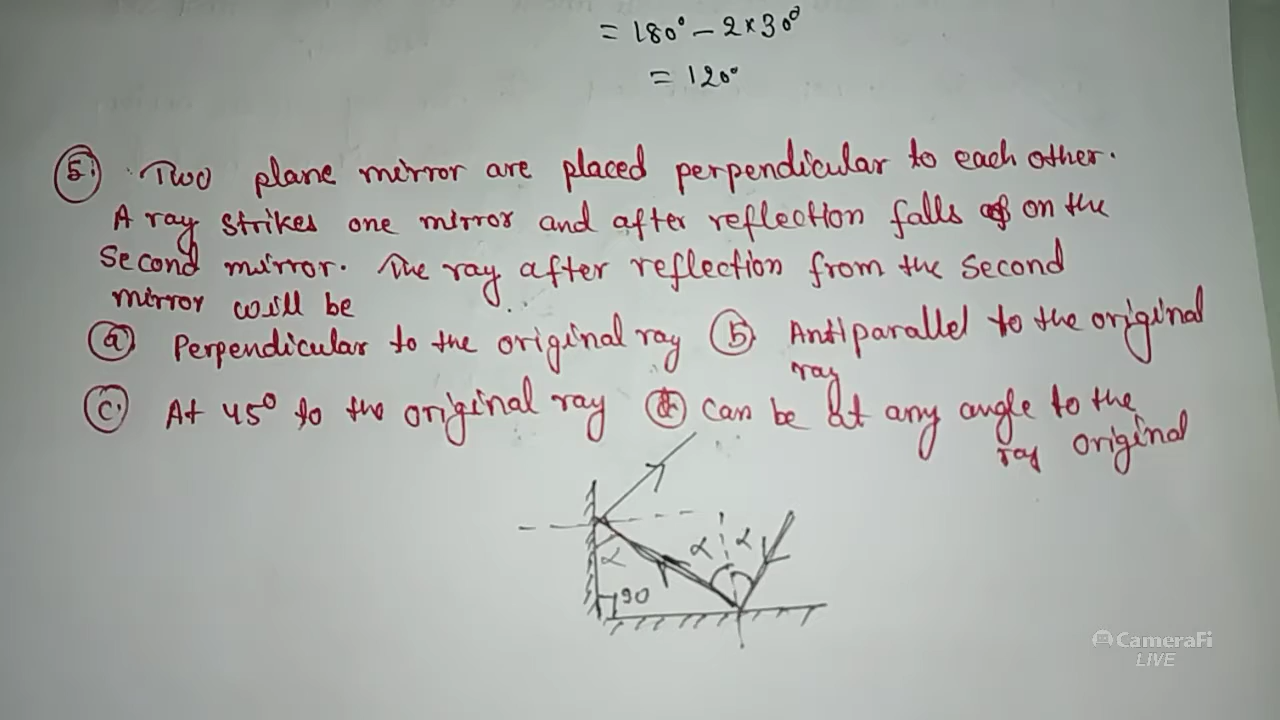 = 180° - 2×30°
= 120°
5. Two plane mirror are placed perpendicular to each other.
A ray strikes one mirror and after reflection falls on the
second mirror. The ray after reflection from the second
mirror will be
(a) Perpendicular to the original ray (b) Antiparallel to the original
ray
(c) At 45° to the original ray (d) can be at any angle to the
ray original
α α α
90
CameraFi
LIVE